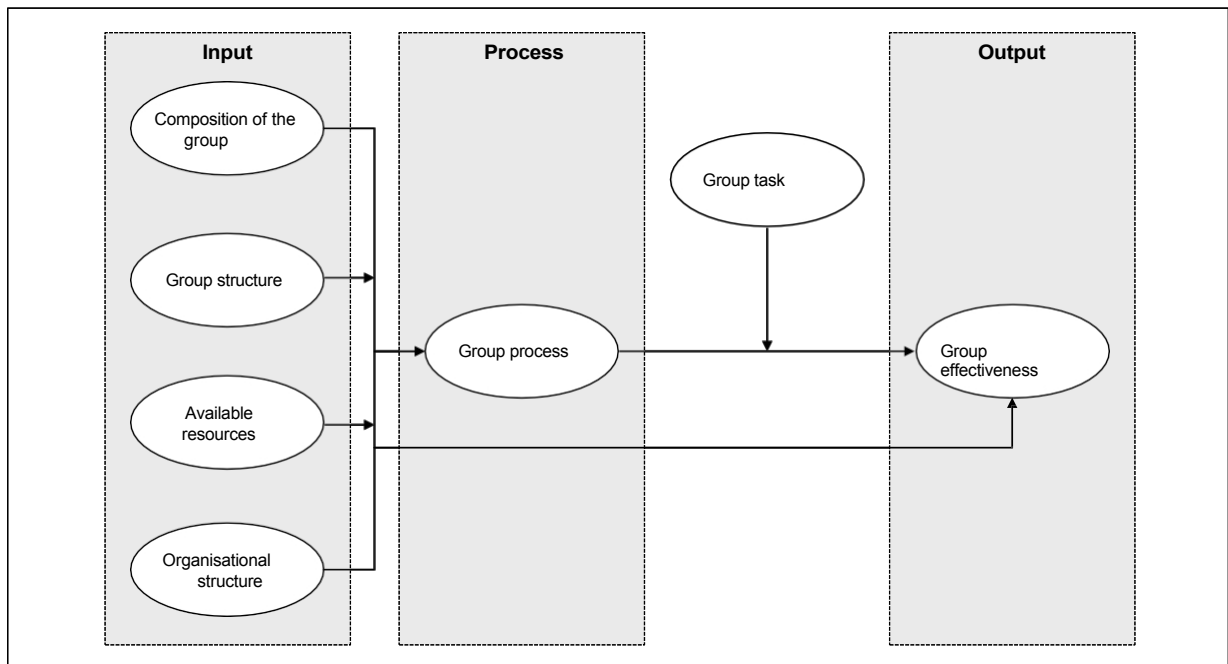 Input
Composition of the
group
Group structure
Available
resources
Organisational
structure
Process
Group process
Group task
Output
Group
effectiveness